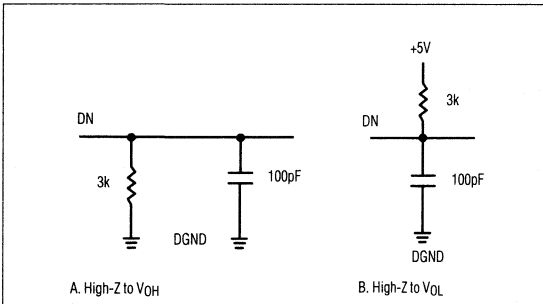 DN
3k
100pF
DGND
A. High-Z to VOH
+5V
3k
DN
100pF
DGND
B. High-Z to VOL